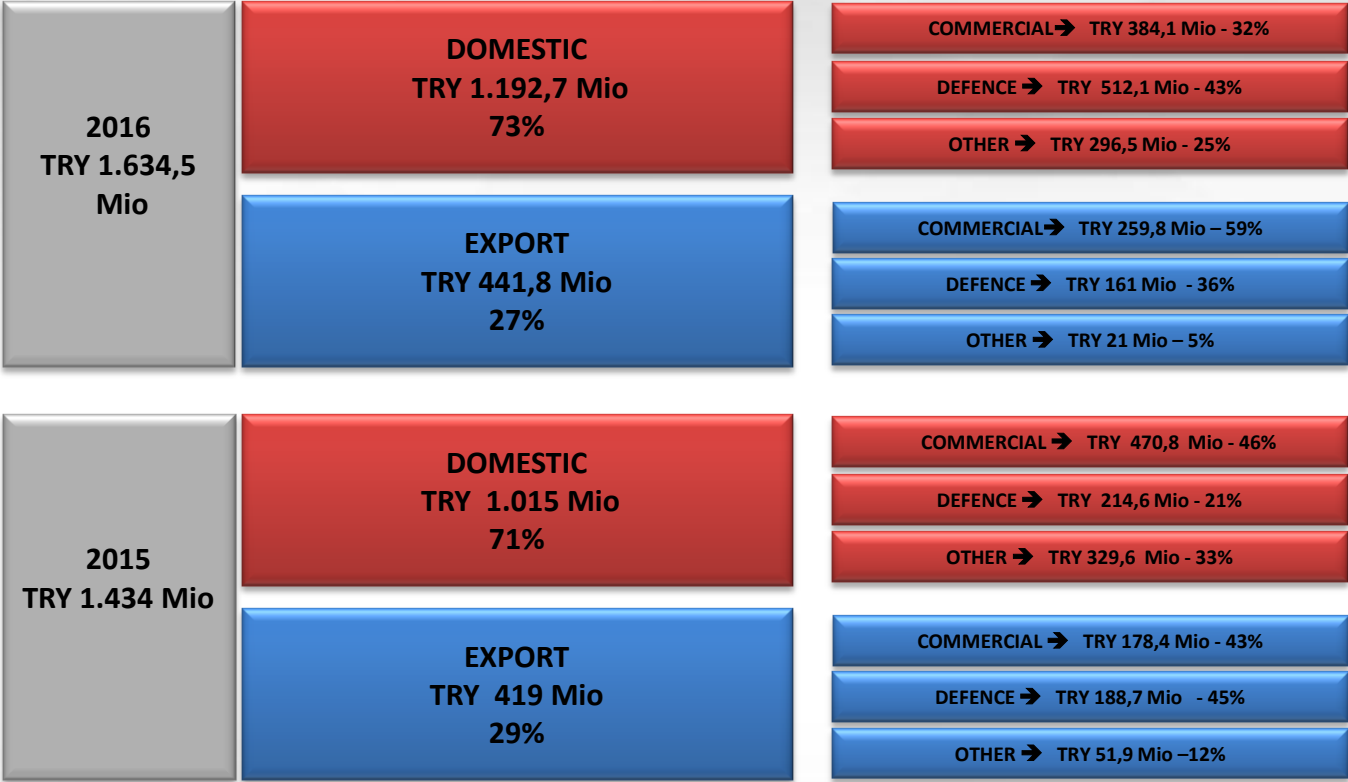 2016
TRY 1.634,5
Mio
DOMESTIC
TRY 1.192,7 Mio
73%
COMMERCIAL➔ TRY 384,1 Mio - 32%
DEFENCE ➔ TRY 512,1 Mio - 43%
OTHER ➔ TRY 296,5 Mio - 25%
EXPORT
TRY 441,8 Mio
27%
COMMERCIAL➔ TRY 259,8 Mio – 59%
DEFENCE ➔ TRY 161 Mio - 36%
OTHER ➔ TRY 21 Mio – 5%
2015
TRY 1.434 Mio
DOMESTIC
TRY 1.015 Mio
71%
COMMERCIAL ➔ TRY 470,8 Mio - 46%
DEFENCE ➔ TRY 214,6 Mio - 21%
OTHER ➔ TRY 329,6 Mio - 33%
EXPORT
TRY 419 Mio
29%
COMMERCIAL ➔ TRY 178,4 Mio - 43%
DEFENCE ➔ TRY 188,7 Mio - 45%
OTHER ➔ TRY 51,9 Mio –12%